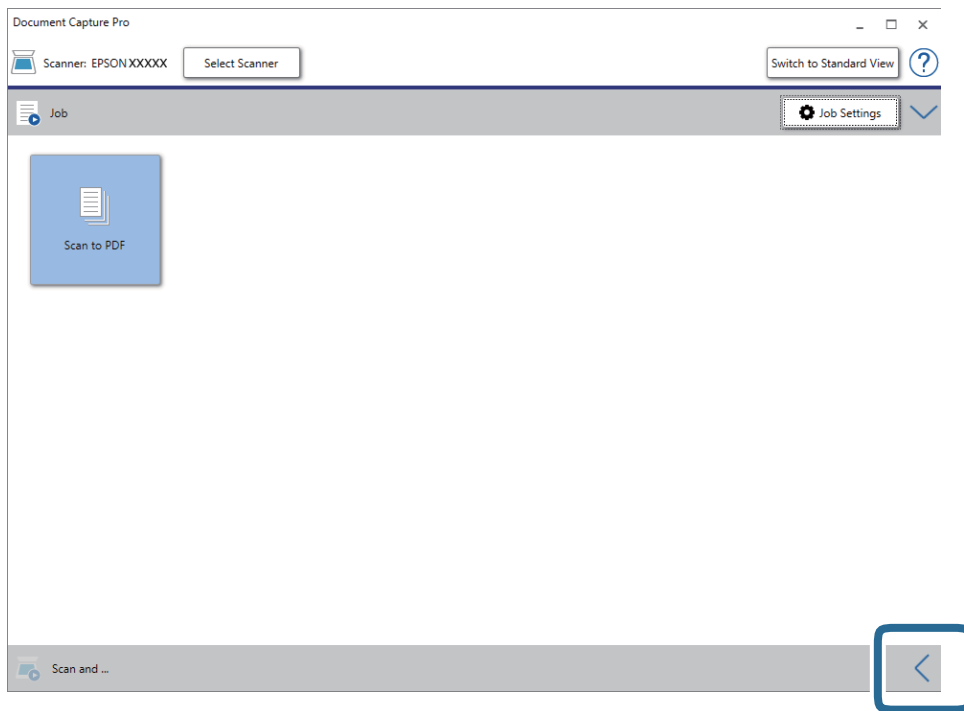 Document Capture Pro
Scanner: EPSON XXXXX Select Scanner Switch to Standard View ?
Job Job Settings
Scan to PDF
Scan and ...